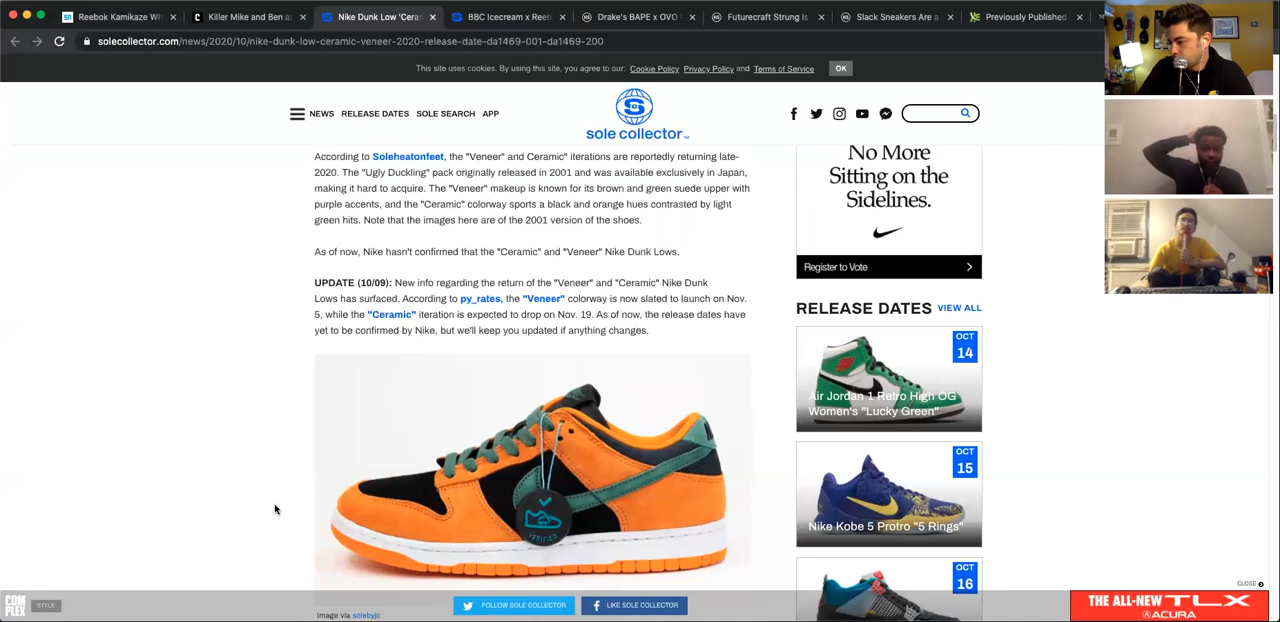 Reebok Kamikaze Wh
Killer Mike and Ben an
Nike Dunk Low 'Ceran
BBC Icecream x Reeb
Drake's BAPE x OVO
Futurecraft Strung Is
Slack Sneakers Are a
Previously Published
solecollector.com/news/2020/10/nike-dunk-low-ceramic-veneer-2020-release-date-da1469-001-da1469-200
This site uses cookies. By using this site, you agree to our: Cookie Policy Privacy Policy and Terms of Service OK
NEWS RELEASE DATES SOLE SEARCH APP
sole collector
According to Soleheatonfeet, the "Veneer" and Ceramic" iterations are reportedly returning late-
2020. The "Ugly Duckling" pack originally released in 2001 and was available exclusively in Japan,
making it hard to acquire. The "Veneer" makeup is known for its brown and green suede upper with
purple accents, and the "Ceramic" colorway sports a black and orange hues contrasted by light
green hits. Note that the images here are of the 2001 version of the shoes.
As of now, Nike hasn't confirmed that the "Ceramic" and "Veneer" Nike Dunk Lows.
UPDATE (10/09): New info regarding the return of the "Veneer" and "Ceramic" Nike Dunk
Lows has surfaced. According to py_rates, the "Veneer" colorway is now slated to launch on Nov.
5, while the "Ceramic" iteration is expected to drop on Nov. 19. As of now, the release dates have
yet to be confirmed by Nike, but we'll keep you updated if anything changes.
VERIFIED
Image via solebyjc
No More
Sitting on the
Sidelines.
Register to Vote
RELEASE DATES VIEW ALL
OCT
14
Air Jordan 1 Retro High OG
Women's "Lucky Green"
OCT
15
Nike Kobe 5 Protro "5 Rings"
OCT
16
COM
PLEX
STYLE
FOLLOW SOLE COLLECTOR
LIKE SOLE COLLECTOR
CLOSE
THE ALL-NEW TLX
ACURA